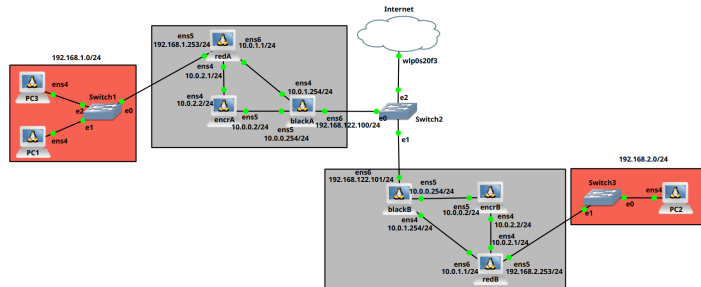 Internet
wlp0s20f3
e2
Switch2
e0
e1
192.168.1.0/24
PC3
ens4
Switch1
e2
e0
e1
PC1
ens4
ens5
192.168.1.253/24
ens6
10.0.1.1/24
redA
ens4
10.0.2.1/24
ens4
10.0.2.2/24
encrA
ens5
10.0.0.2/24
ens4
10.0.1.254/24
blackA
ens5
10.0.0.254/24
ens6
192.168.122.100/24
ens6
192.168.122.101/24
blackB
ens5
10.0.0.254/24
ens4
10.0.1.254/24
ens5
10.0.0.2/24
encrB
ens4
10.0.2.2/24
ens4
10.0.2.1/24
ens6
10.0.1.1/24
redB
ens5
192.168.2.253/24
192.168.2.0/24
Switch3
e1
e0
ens4
PC2